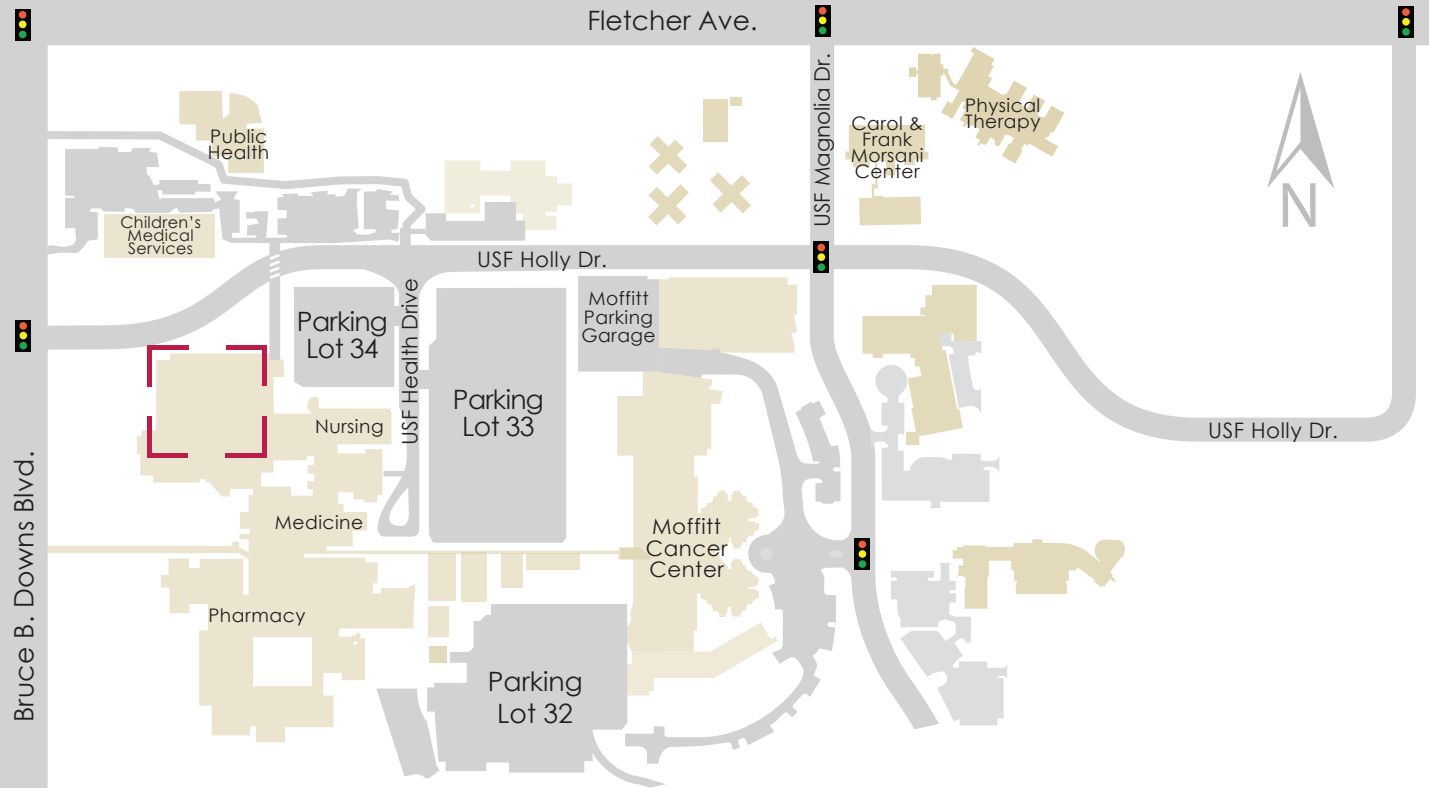 Fletcher Ave.
USF Magnolia Dr.
Physical
Therapy
Carol &
Frank
Morsani
Center
Public
Health
Children's
Medical
Services
N
USF Holly Dr.
Moffitt
Parking
Garage
Parking
Lot 34
USF Health Drive
Parking
Lot 33
Nursing
USF Holly Dr.
Bruce B. Downs Blvd.
Medicine
Moffitt
Cancer
Center
Pharmacy
Parking
Lot 32